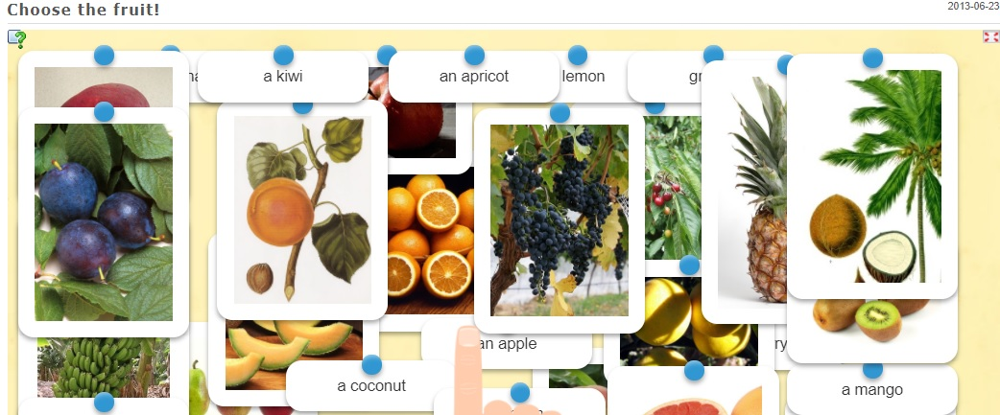 Choose the fruit!
2013-06-23
a kiwi
an apricot
lemon
an apple
a coconut
a mango